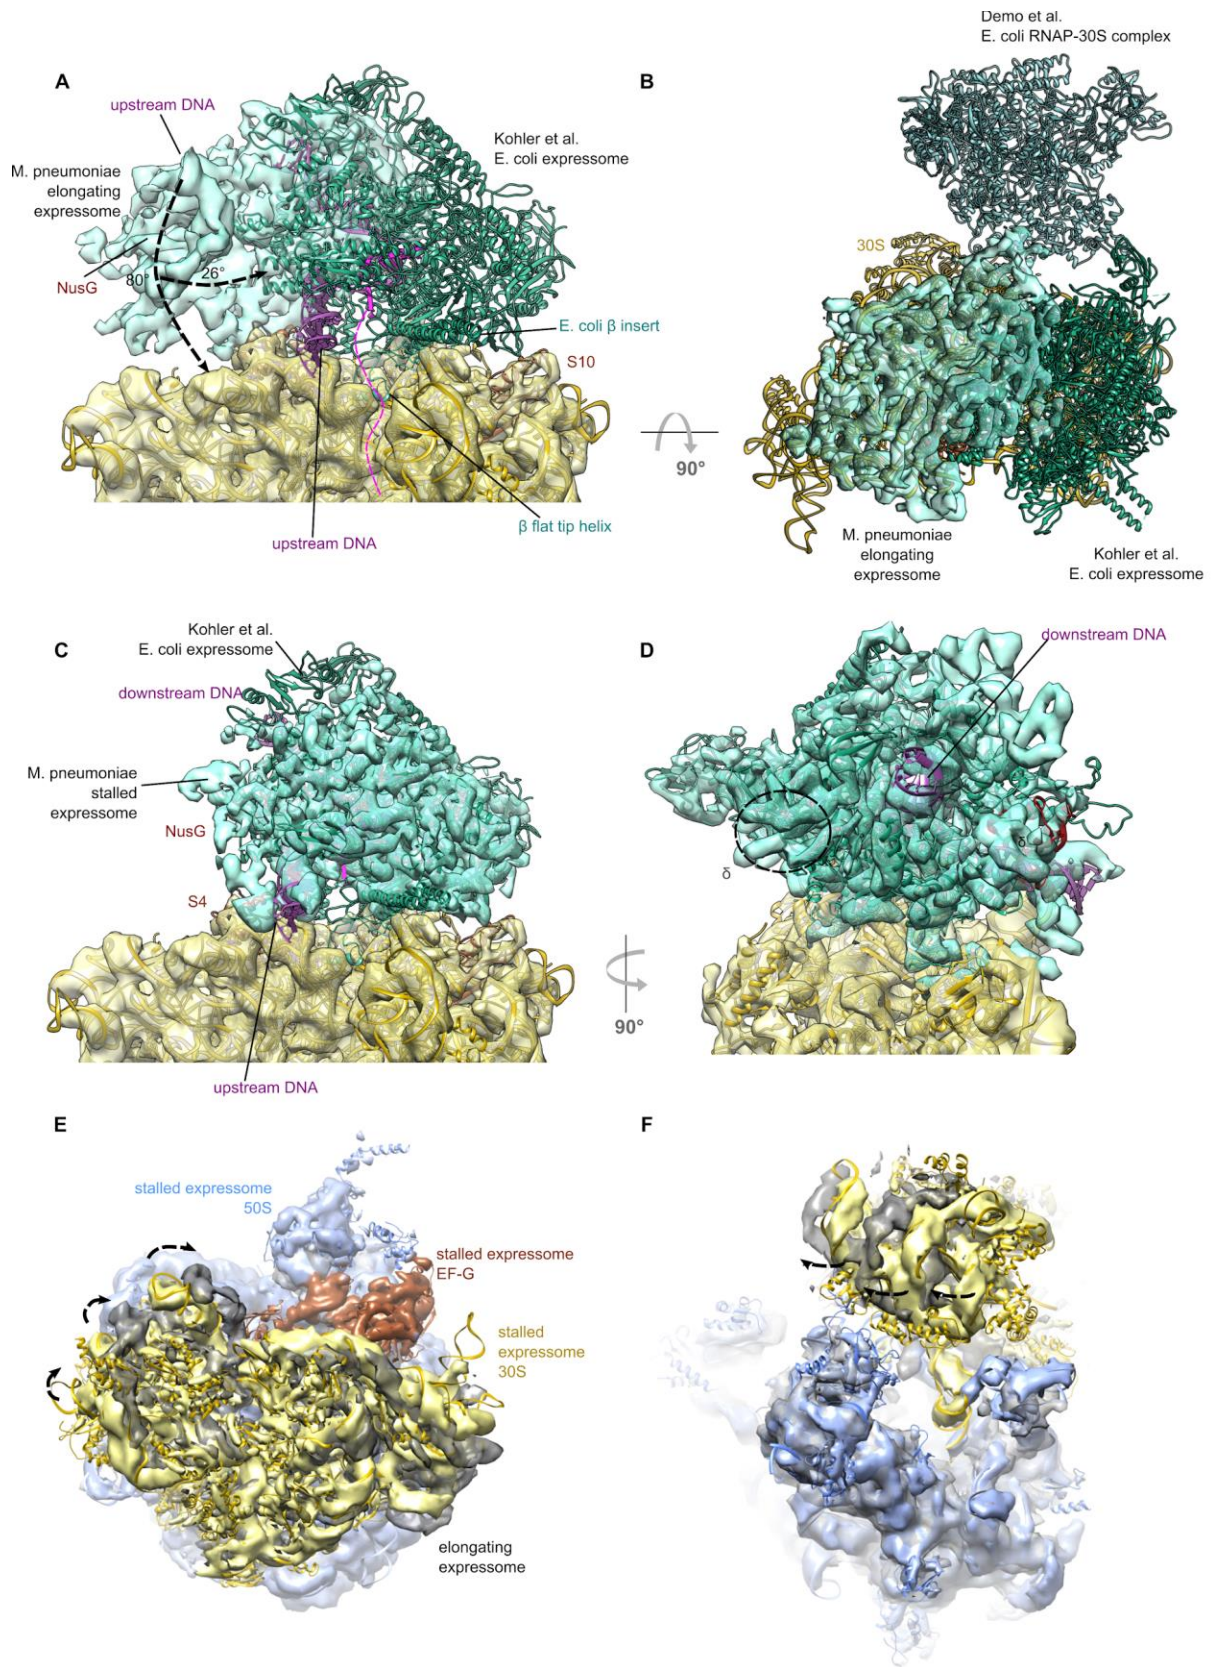 Demo et al.
E. coli RNAP-30S complex
A
B
upstream DNA
Kohler et al.
E. coli expressome
M. pneumoniae
elongating
expressome
30S
26°
80°
NusG
E. coli β insert
S10
90°
β flat tip helix
upstream DNA
M. pneumoniae
elongating
expressome
Kohler et al.
E. coli expressome
Kohler et al.
E. coli expressome
C
D
downstream DNA
downstream DNA
M. pneumoniae
stalled
expressome
NusG
δ
δ
S4
90°
upstream DNA
E
F
stalled expressome
50S
stalled expressome
EF-G
stalled
expressome
30S
elongating
expressome